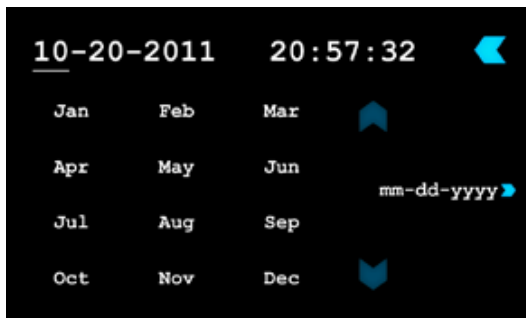 10-20-2011 20:57:32
Jan Feb Mar
Apr May Jun
mm-dd-yyyy
Jul Aug Sep
Oct Nov Dec